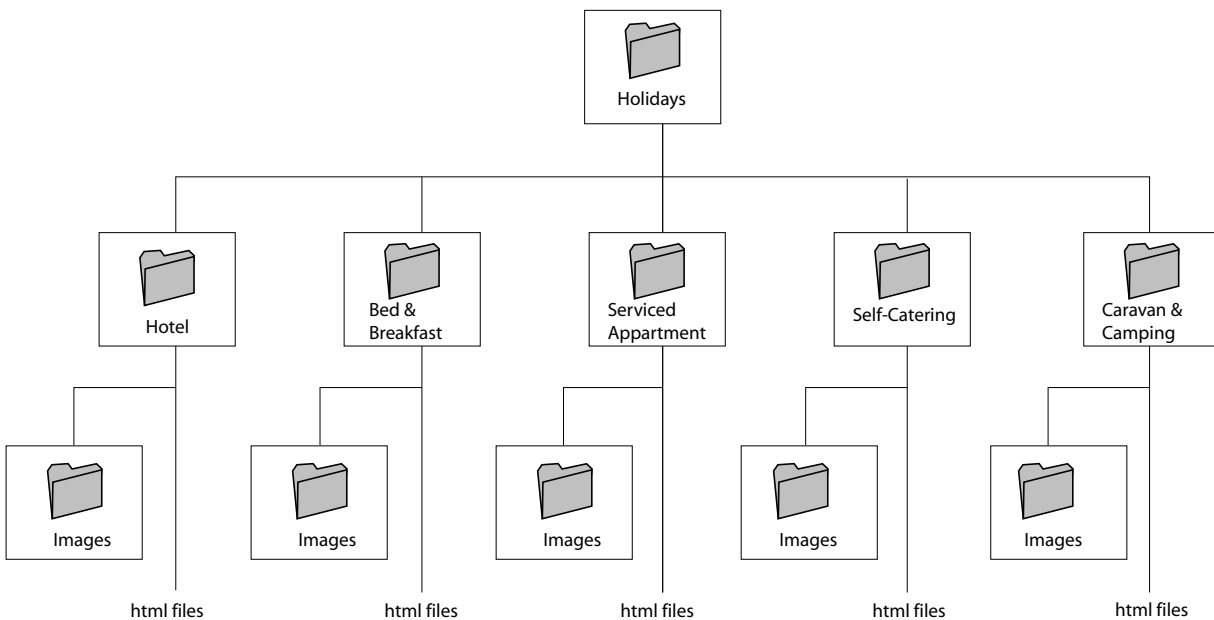 Holidays
Hotel
Bed &
Breakfast
Serviced
Appartment
Self-Catering
Caravan &
Camping
Images
Images
Images
Images
Images
html files
html files
html files
html files
html files